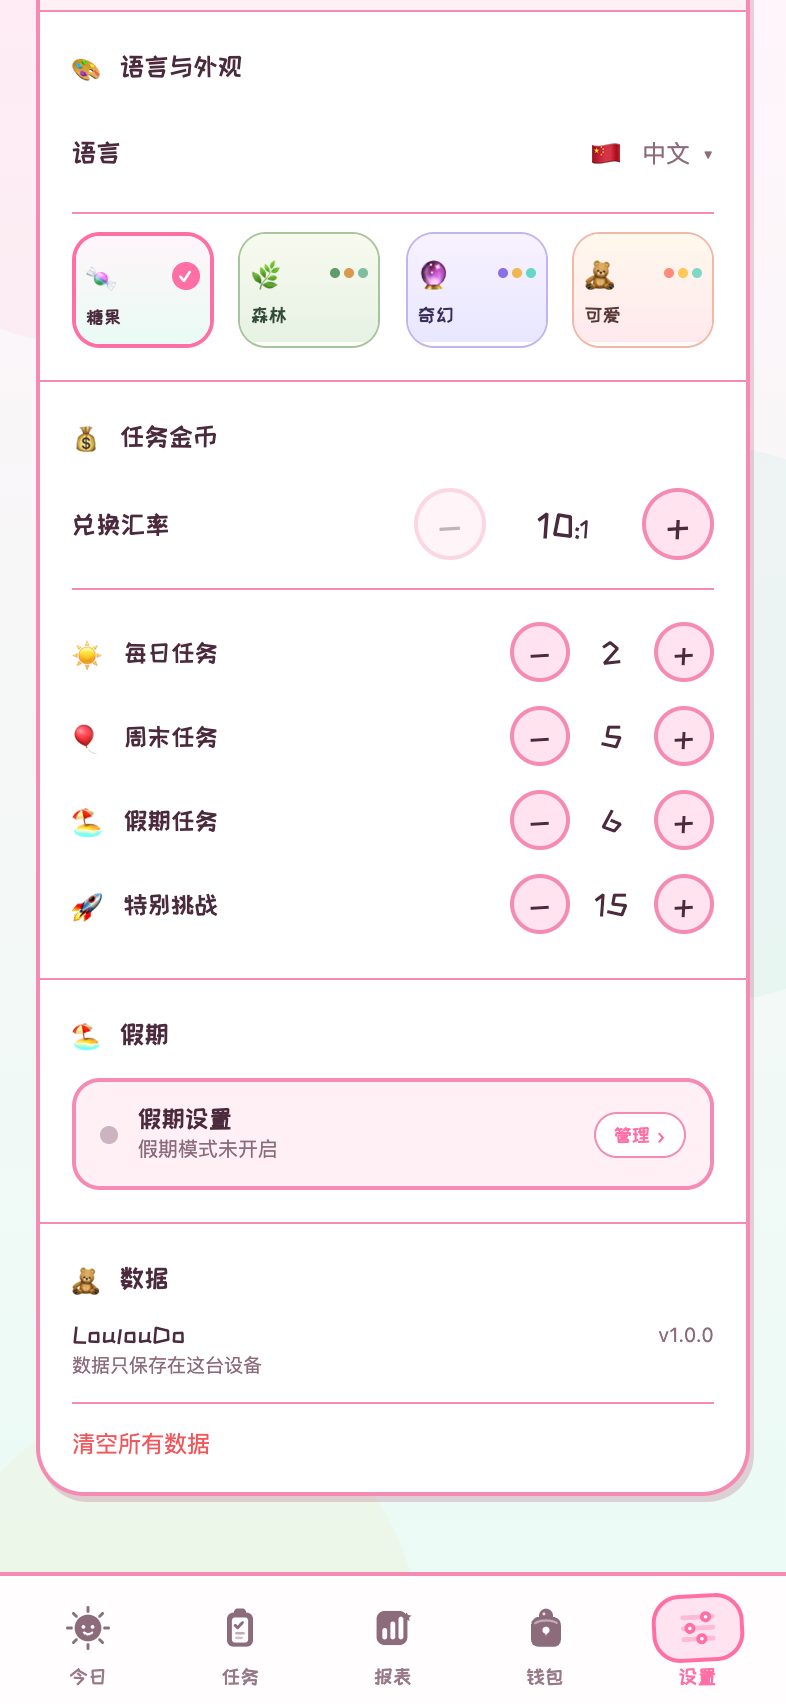 语言与外观
语言
中文
糖果
森林
奇幻
可爱
任务金币
兑换汇率
10:1
每日任务
2
周末任务
5
假期任务
6
特别挑战
15
假期
假期设置
假期模式未开启
管理 ›
数据
LoulouDo
v1.0.0
数据只保存在这台设备
清空所有数据
今日
任务
报表
钱包
设置